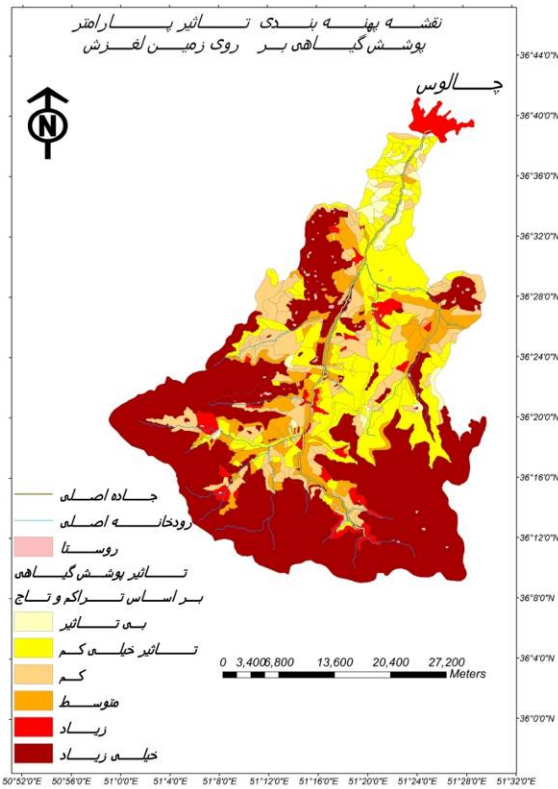 نقشه پهنه بندی تاثیر پارامتر
پوشش گیاهی بر روی زمین لغزش
چالوس
N
36°44'0"N
36°40'0"N
36°36'0"N
36°32'0"N
36°28'0"N
36°24'0"N
36°20'0"N
36°16'0"N
36°12'0"N
36°8'0"N
36°4'0"N
36°0'0"N
جاده اصلی
رودخانه اصلی
روستا
تاثیر پوشش گیاهی
بر اساس تراکم و تاج
بی تاثیر
تاثیر خیلی کم
کم
متوسط
زیاد
خیلی زیاد
0 3,400 6,800 13,600 20,400 27,200
Meters
50°52'0"E 50°56'0"E 51°0'0"E 51°4'0"E 51°8'0"E 51°12'0"E 51°16'0"E 51°20'0"E 51°24'0"E 51°28'0"E 51°32'0"E